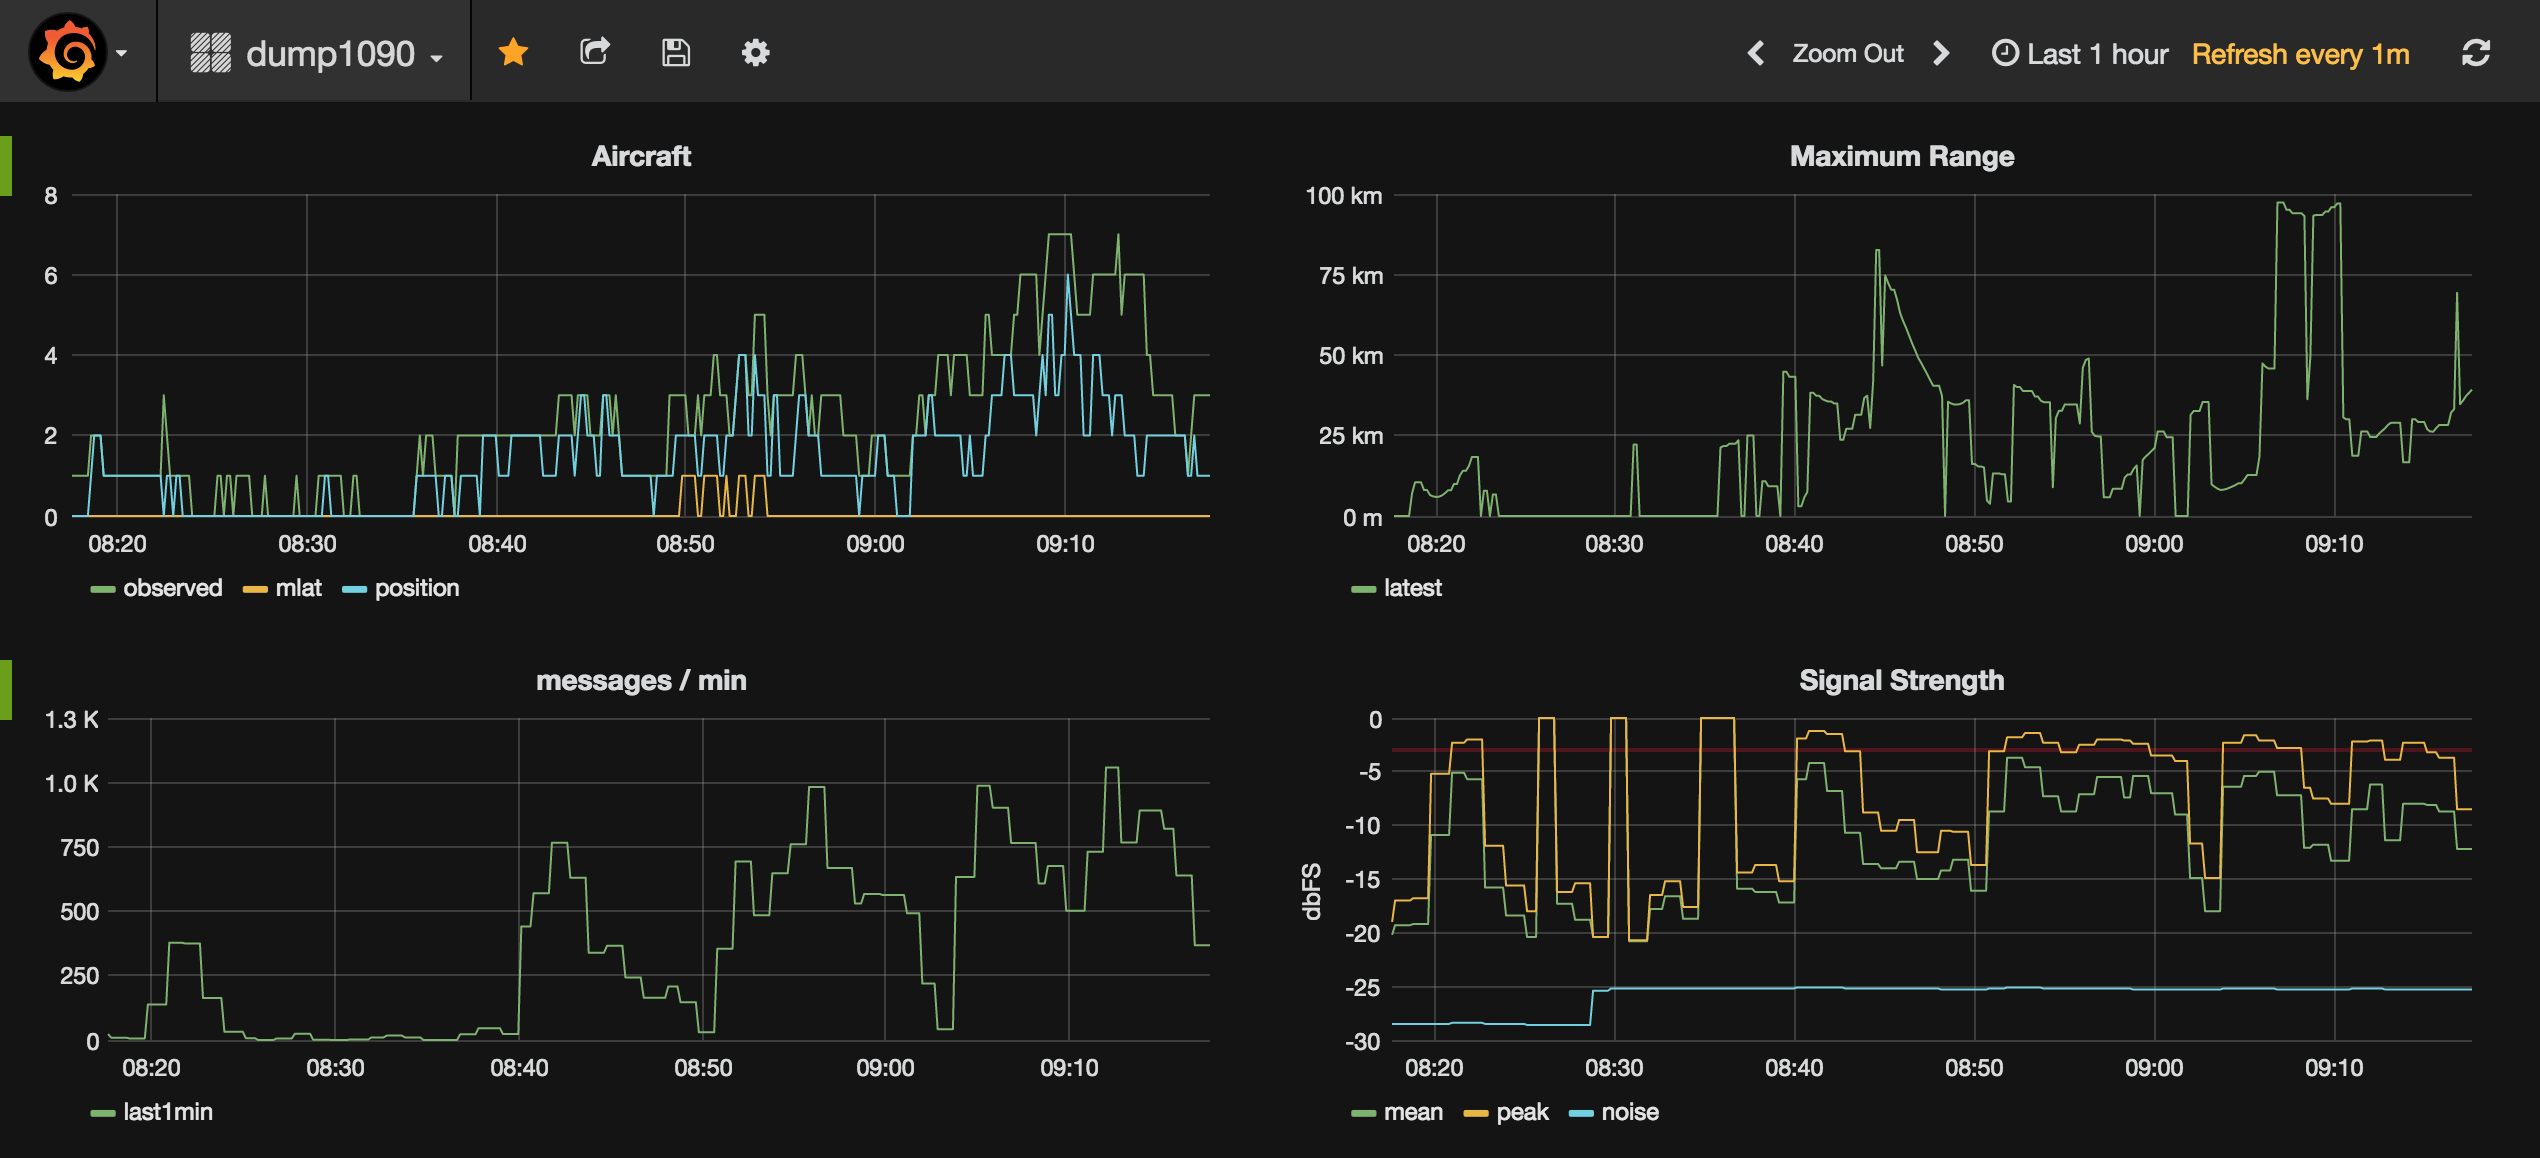 dump1090 Zoom Out Last 1 hour Refresh every 1m
Aircraft
8
6
4
2
0
08:20 08:30 08:40 08:50 09:00 09:10
observed mlat position
Maximum Range
100 km
75 km
50 km
25 km
0 m
08:20 08:30 08:40 08:50 09:00 09:10
latest
messages / min
1.3 K
1.0 K
750
500
250
0
08:20 08:30 08:40 08:50 09:00 09:10
last1min
Signal Strength
dbFS
0
-5
-10
-15
-20
-25
-30
08:20 08:30 08:40 08:50 09:00 09:10
mean peak noise